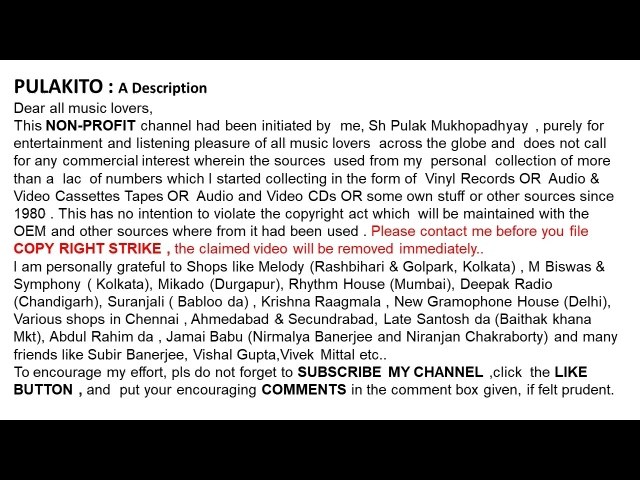 PULAKITO : A Description
Dear all music lovers,
This NON-PROFIT channel had been initiated by me, Sh Pulak Mukhopadhyay , purely for
entertainment and listening pleasure of all music lovers across the globe and does not call
for any commercial interest wherein the sources used from my personal collection of more
than a lac of numbers which I started collecting in the form of Vinyl Records OR Audio &
Video Cassettes Tapes OR Audio and Video CDs OR some own stuff or other sources since
1980 . This has no intention to violate the copyright act which will be maintained with the
OEM and other sources where from it had been used . Please contact me before you file
COPY RIGHT STRIKE , the claimed video will be removed immediately..
I am personally grateful to Shops like Melody (Rashbihari & Golpark, Kolkata) , M Biswas &
Symphony ( Kolkata), Mikado (Durgapur), Rhythm House (Mumbai), Deepak Radio
(Chandigarh), Suranjali ( Babloo da) , Krishna Raagmala , New Gramophone House (Delhi),
Various shops in Chennai , Ahmedabad & Secundrabad, Late Santosh da (Baithak khana
Mkt), Abdul Rahim da , Jamai Babu (Nirmalya Banerjee and Niranjan Chakraborty) and many
friends like Subir Banerjee, Vishal Gupta,Vivek Mittal etc..
To encourage my effort, pls do not forget to SUBSCRIBE MY CHANNEL ,click the LIKE
BUTTON , and put your encouraging COMMENTS in the comment box given, if felt prudent.